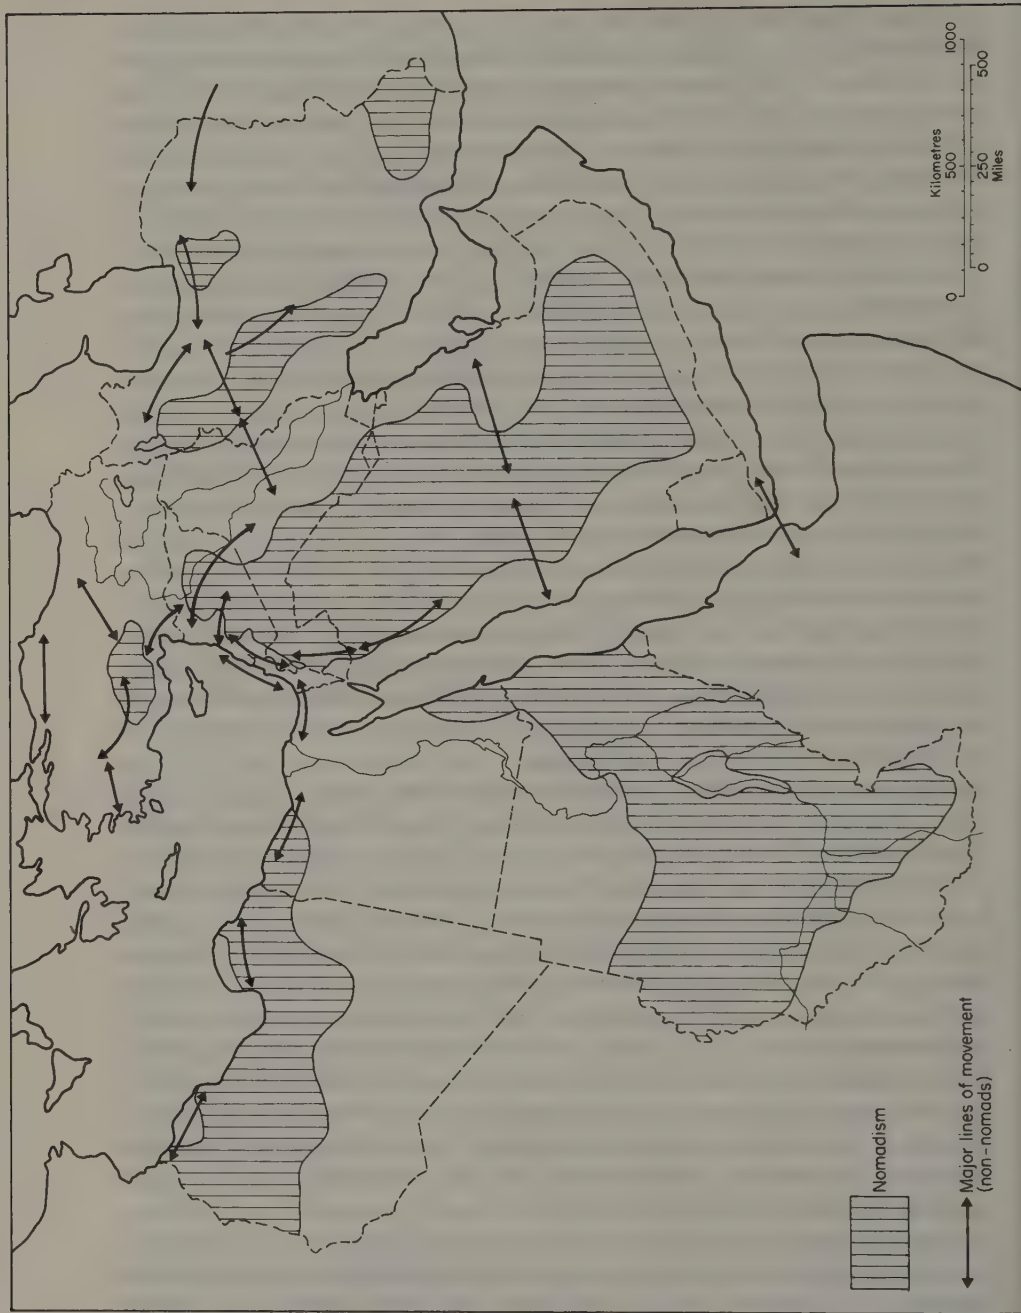 Nomadism
Major lines of movement
(non-nomads)
Kilometres
0 500 1000
0 250 500
Miles